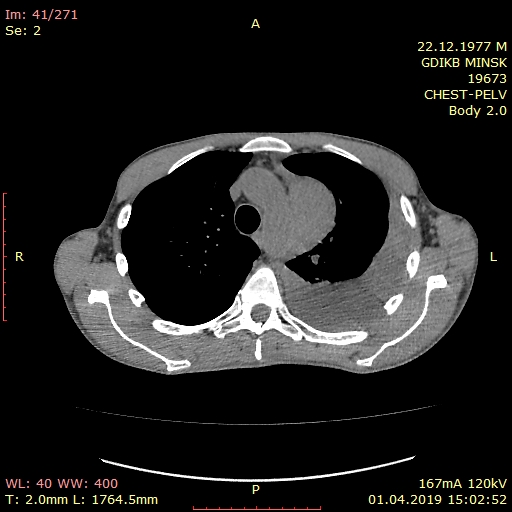 Im: 41/271
Se: 2
A
22.12.1977 M
GDIKB MINSK
19673
CHEST-PELV
Body 2.0
R
L
WL: 40 WW: 400
T: 2.0mm L: 1764.5mm
P
167mA 120kV
01.04.2019 15:02:52